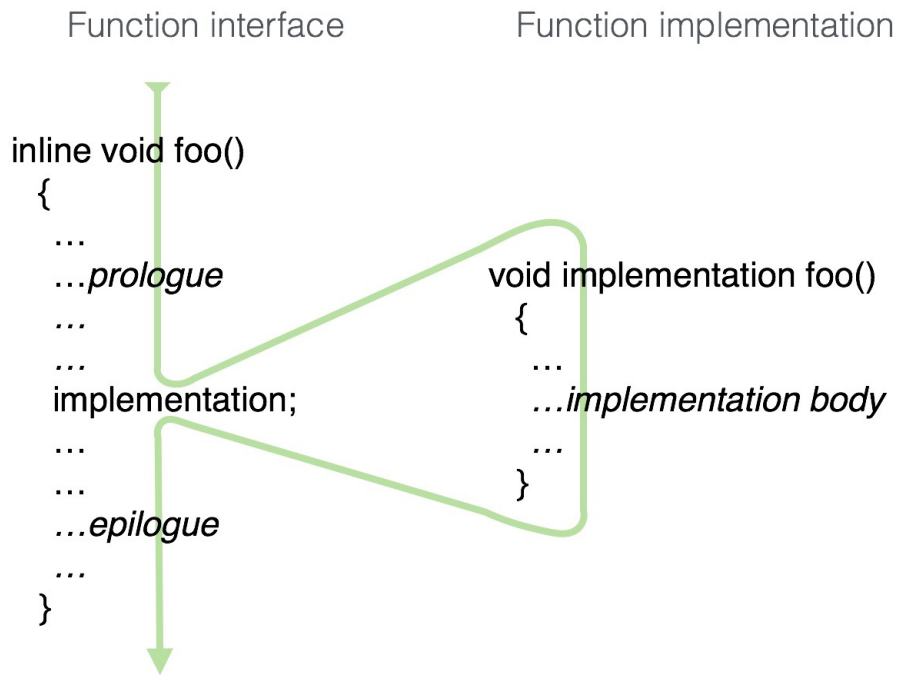 Function interface
Function implementation
inline void foo()
{
…
…prologue
…
…
implementation;
…
…
…epilogue
…
}
void implementation foo()
{
…
…implementation body
…
}